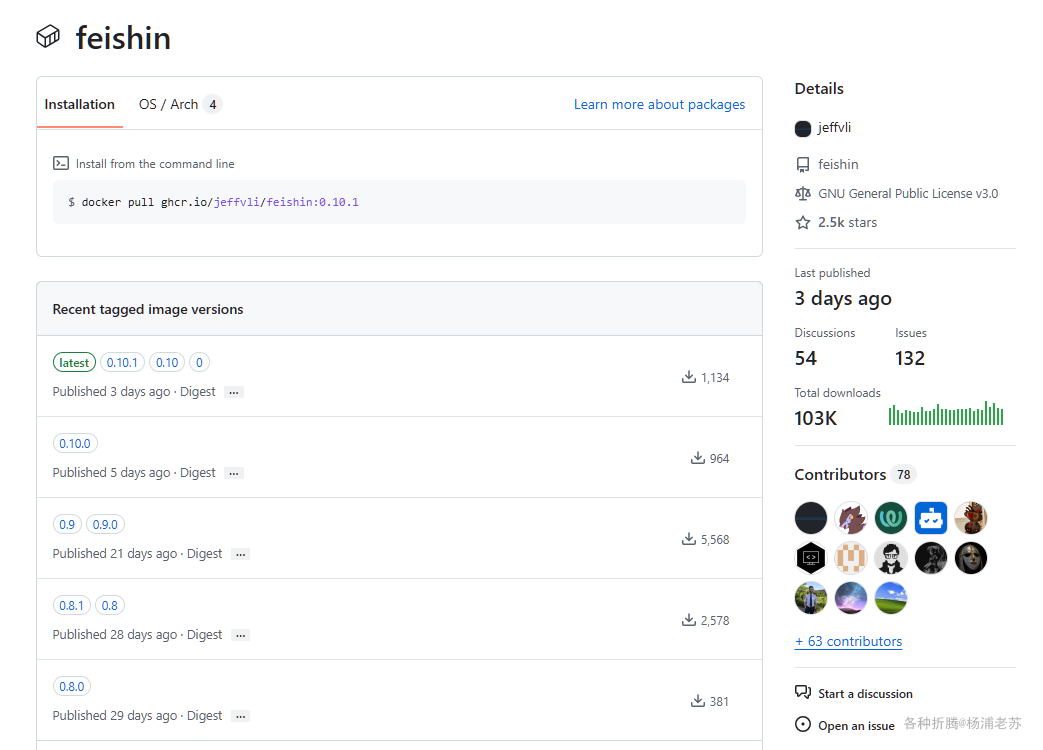 feishin
Installation
OS / Arch 4
Learn more about packages
Install from the command line
$ docker pull ghcr.io/jeffvli/feishin:0.10.1
Recent tagged image versions
latest 0.10.1 0.10 0
Published 3 days ago · Digest ...
1,134
0.10.0
Published 5 days ago · Digest ...
964
0.9 0.9.0
Published 21 days ago · Digest ...
5,568
0.8.1 0.8
Published 28 days ago · Digest ...
2,578
0.8.0
Published 29 days ago · Digest ...
381
Details
jeffvli
feishin
GNU General Public License v3.0
2.5k stars
Last published
3 days ago
Discussions Issues
54 132
Total downloads
103K
Contributors 78
+ 63 contributors
Start a discussion
Open an issue
各种折腾@杨浦老苏